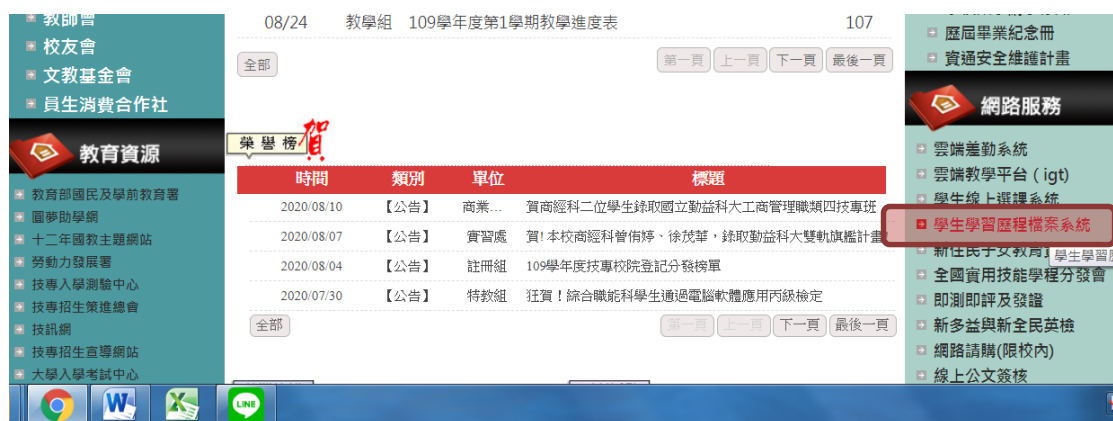 教師會
校友會
文教基金會
員生消費合作社
教育資源
教育部國民及學前教育署
圓夢助學網
十二年國教主題網站
勞動力發展署
技專入學測驗中心
技專招生策進總會
技訊網
技專招生宣導網站
大學入學考試中心
08/24 教學組 109學年度第1學期教學進度表 107
全部 第一頁 上一頁 下一頁 最後一頁
榮譽榜 賀
時間 類別 單位 標題
2020/08/10 【公告】 商業... 賀商經科二位學生錄取國立勤益科大工商管理職類四技專班
2020/08/07 【公告】 實習處 賀!本校商經科曾侑婷、徐茂華，錄取勤益科大雙軌旗艦計畫
2020/08/04 【公告】 註冊組 109學年度技專校院登記分發榜單
2020/07/30 【公告】 特教組 狂賀！綜合職能科學生通過電腦軟體應用丙級檢定
全部 第一頁 上一頁 下一頁 最後一頁
歷屆畢業紀念冊
資通安全維護計畫
網路服務
雲端差勤系統
雲端教學平台 ( igt)
學生線上選課系統
學生學習歷程檔案系統
新住民子女教育
學生學習
全國實用技能學程分發會
即測即評及發證
新多益與新全民英檢
網路請購(限校內)
線上公文簽核
LINE